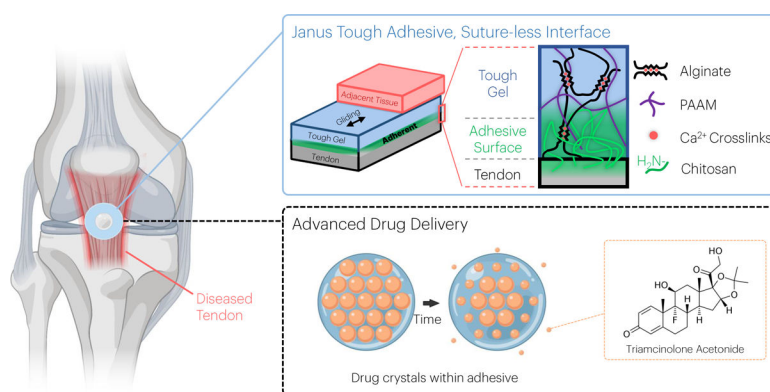 Janus Tough Adhesive, Suture-less Interface
Adjacent Tissue
Gliding
Tough Gel
Adherent
Tendon
Tough
Gel
Adhesive
Surface
Tendon
Alginate
PAAM
Ca²⁺ Crosslinks
H₂N
Chitosan
Diseased
Tendon
Advanced Drug Delivery
Time
Drug crystals within adhesive
HO
O
HO
H
O
O
F
H
H
O
Triamcinolone Acetonide